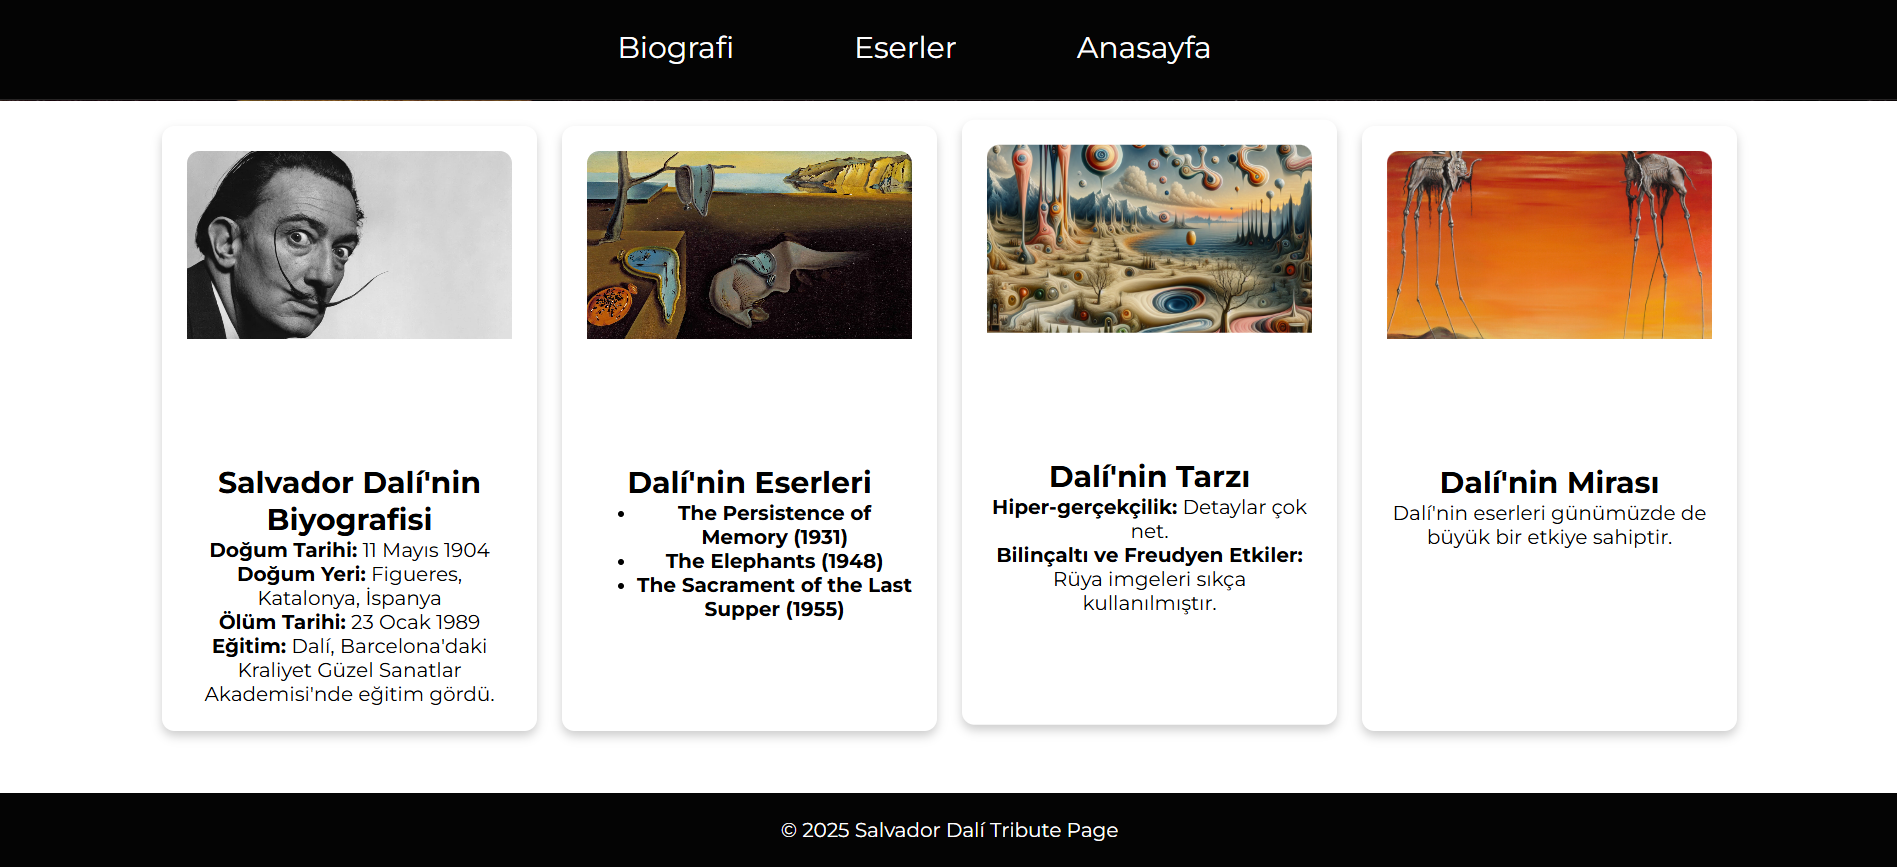 Biografi
Eserler
Anasayfa
Salvador Dalí'nin
Biyografisi
Doğum Tarihi: 11 Mayıs 1904
Doğum Yeri: Figueres,
Katalonya, İspanya
Ölüm Tarihi: 23 Ocak 1989
Eğitim: Dalí, Barcelona'daki
Kraliyet Güzel Sanatlar
Akademisi'nde eğitim gördü.
Dalí'nin Eserleri
• The Persistence of
Memory (1931)
• The Elephants (1948)
• The Sacrament of the Last
Supper (1955)
Dalí'nin Tarzı
Hiper-gerçekçilik: Detaylar çok
net.
Bilinçaltı ve Freudyen Etkiler:
Rüya imgeleri sıkça
kullanılmıştır.
Dalí'nin Mirası
Dalí'nin eserleri günümüzde de
büyük bir etkiye sahiptir.
© 2025 Salvador Dalí Tribute Page